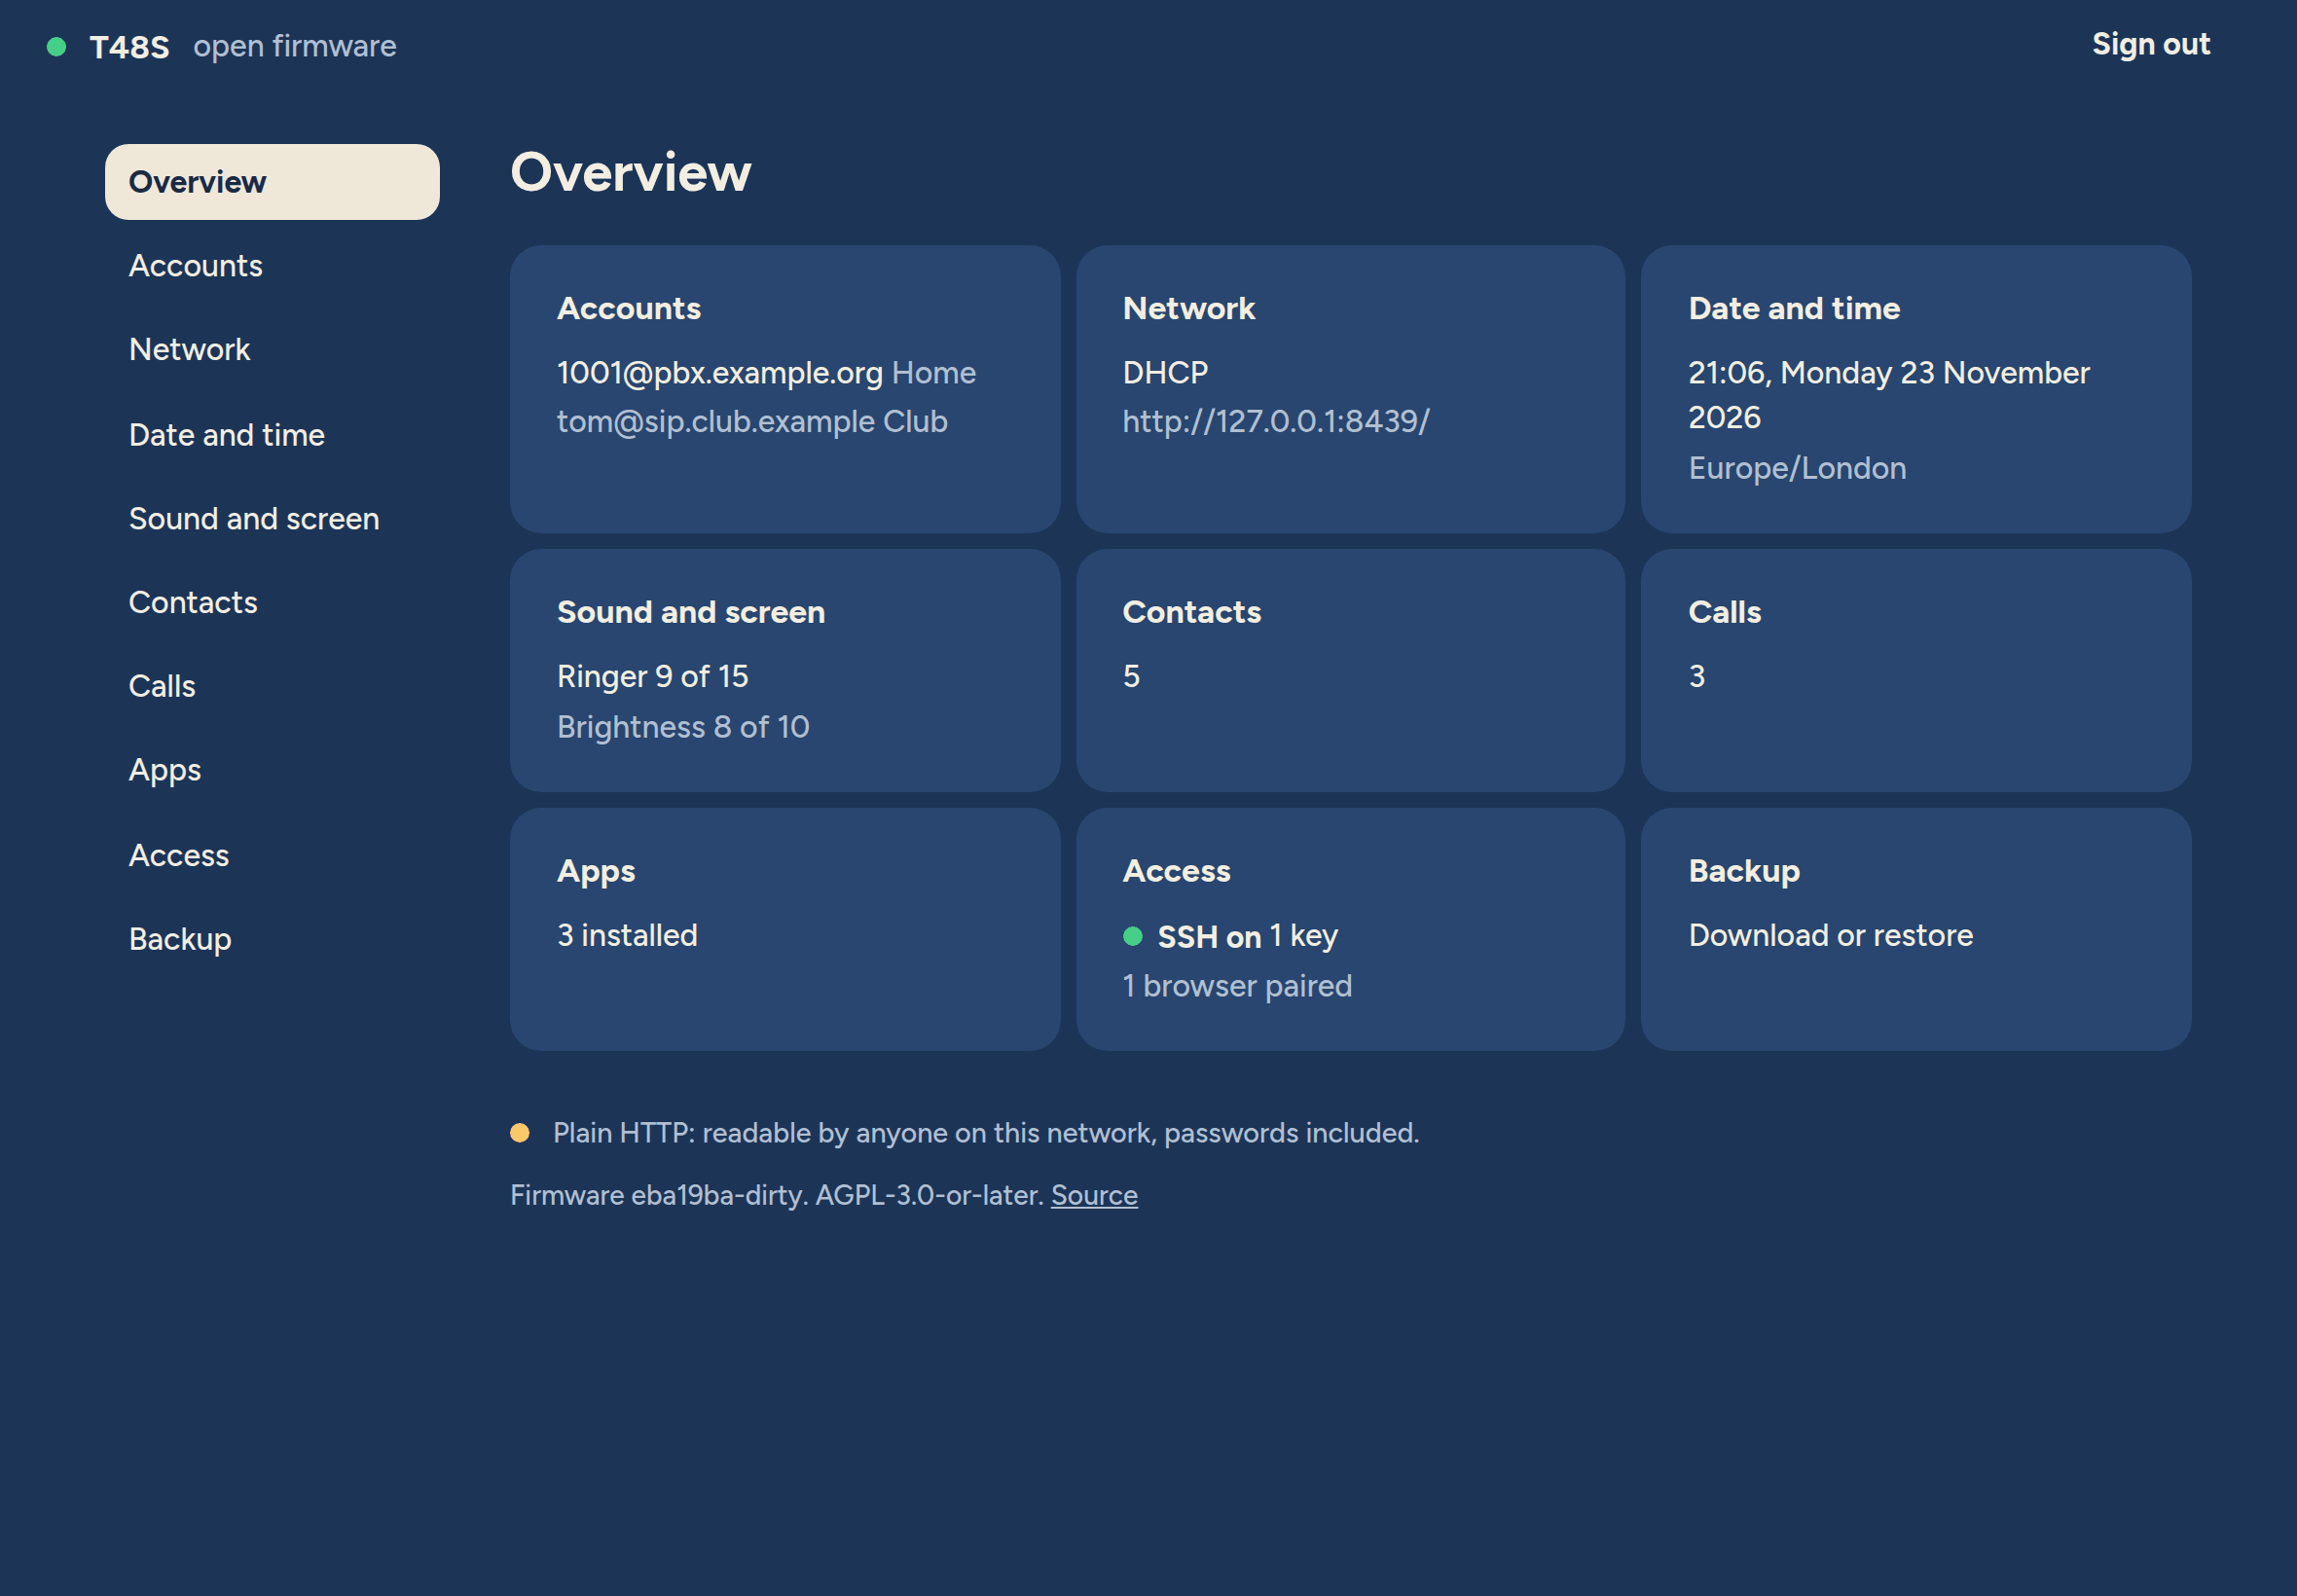 T48S open firmware
Sign out
Overview
Accounts
Network
Date and time
Sound and screen
Contacts
Calls
Apps
Access
Backup
Overview
Accounts
1001@pbx.example.org Home
tom@sip.club.example Club
Network
DHCP
http://127.0.0.1:8439/
Date and time
21:06, Monday 23 November
2026
Europe/London
Sound and screen
Ringer 9 of 15
Brightness 8 of 10
Contacts
5
Calls
3
Apps
3 installed
Access
SSH on 1 key
1 browser paired
Backup
Download or restore
Plain HTTP: readable by anyone on this network, passwords included.
Firmware eba19ba-dirty. AGPL-3.0-or-later. Source